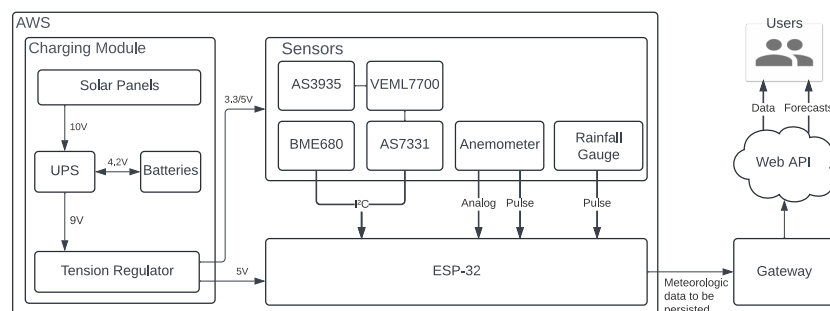 AWS
Charging Module
Solar Panels
10V
UPS
4,2V
Batteries
9V
Tension Regulator
3.3/5V
5V
Sensors
AS3935
VEML7700
BME680
AS7331
Anemometer
Rainfall
Gauge
I²C
Analog
Pulse
Pulse
ESP-32
Meteorologic
data to be
persisted
Gateway
Web API
Data
Forecasts
Users